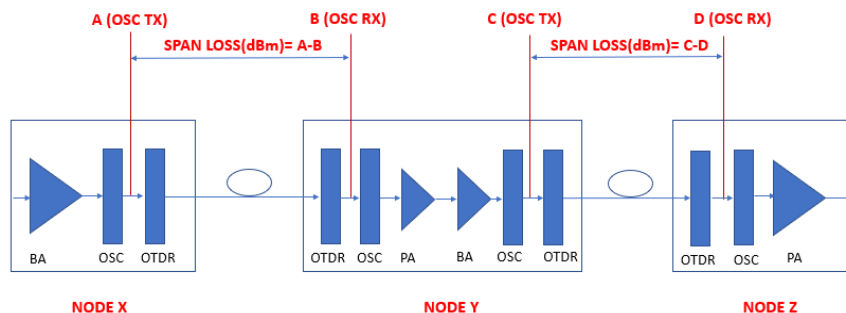 A (OSC TX)
B (OSC RX)
C (OSC TX)
D (OSC RX)
SPAN LOSS(dBm)= A-B
SPAN LOSS(dBm)= C-D
BA
OSC
OTDR
OTDR
OSC
PA
BA
OSC
OTDR
OTDR
OSC
PA
NODE X
NODE Y
NODE Z